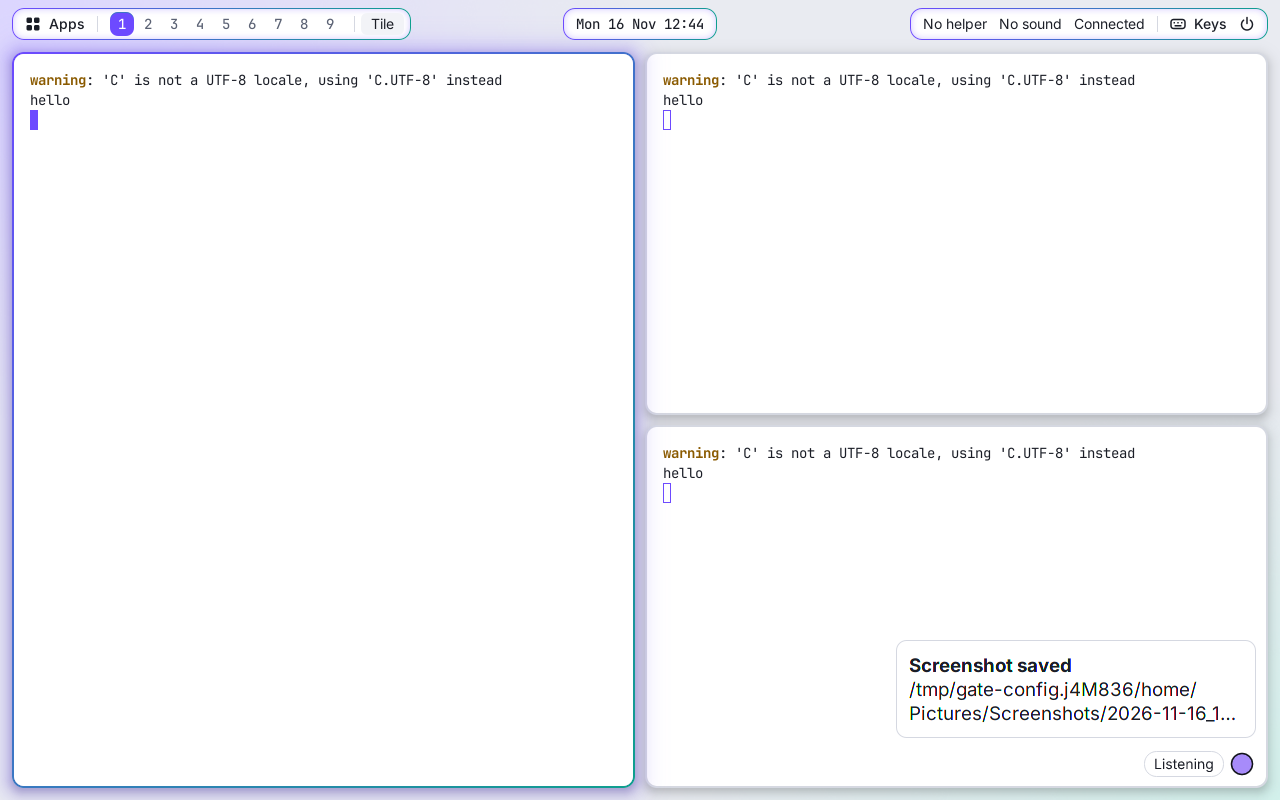 Apps 1 2 3 4 5 6 7 8 9 Tile Mon 16 Nov 12:44 No helper No sound Connected Keys
warning: 'C' is not a UTF-8 locale, using 'C.UTF-8' instead
hello
warning: 'C' is not a UTF-8 locale, using 'C.UTF-8' instead
hello
warning: 'C' is not a UTF-8 locale, using 'C.UTF-8' instead
hello
Screenshot saved
/tmp/gate-config.j4M836/home/
Pictures/Screenshots/2026-11-16_1...
Listening